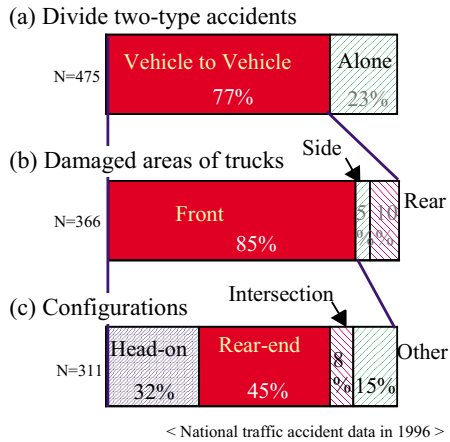 (a) Divide two-type accidents
N=475
Vehicle to Vehicle
77%
Alone
23%
(b) Damaged areas of trucks
Side
N=366
Front
85%
5
%
10
%
Rear
(c) Configurations
Intersection
N=311
Head-on
32%
Rear-end
45%
8
%
15%
Other
< National traffic accident data in 1996 >